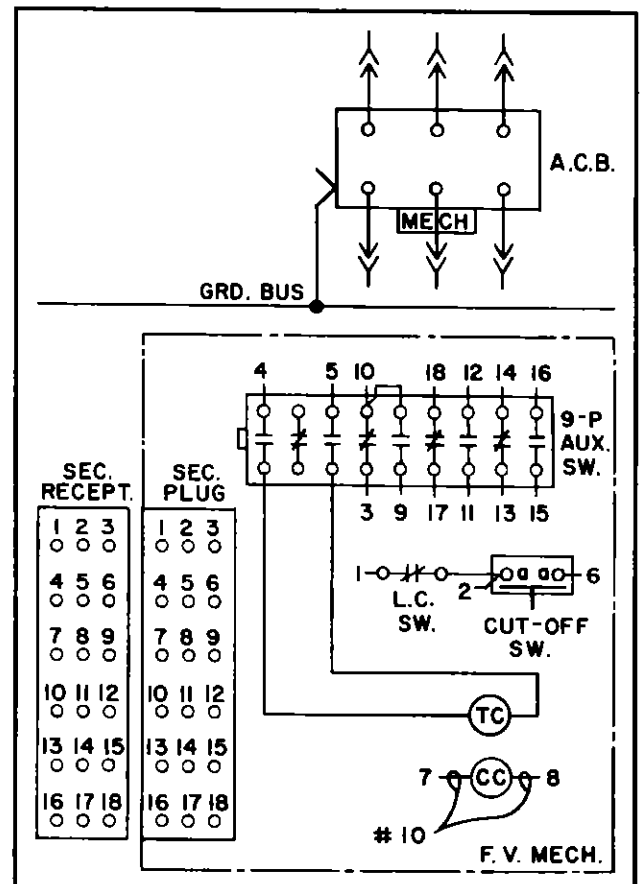 A.C.B.
MECH
GRD. BUS
4 5 10 18 12 14 16
9-P
AUX.
SW.
3 9 17 11 13 15
SEC.
RECEPT.
1 2 3
4 5 6
7 8 9
10 11 12
13 14 15
16 17 18
SEC.
PLUG
1 2 3
4 5 6
7 8 9
10 11 12
13 14 15
16 17 18
1 2 6
L.C.
SW.
CUT-OFF
SW.
TC
7 CC 8
#10
F. V. MECH.